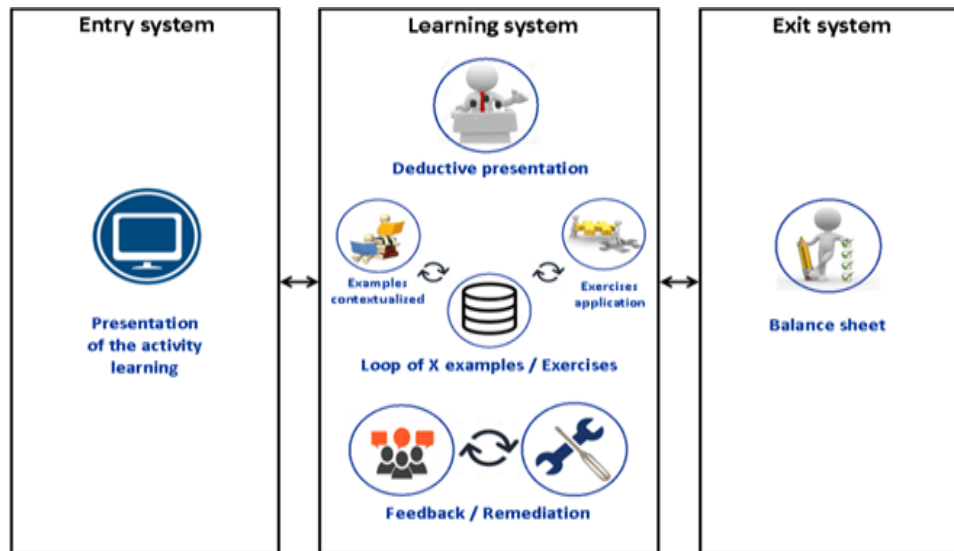 Entry system
Presentation
of the activity
learning
Learning system
Deductive presentation
Examples
contextualized
Exercises
application
Loop of X examples / Exercises
Feedback / Remediation
Exit system
Balance sheet